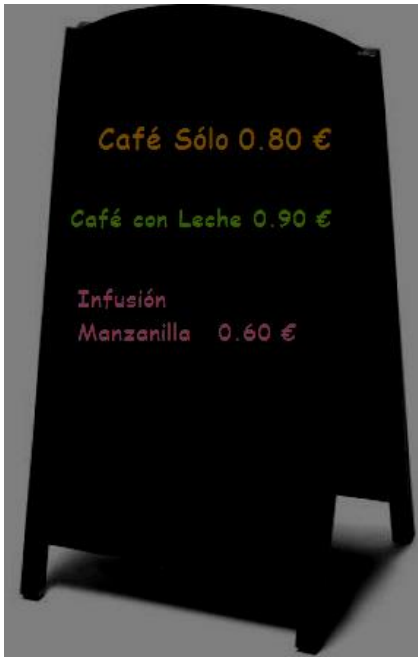 Café Sólo 0.80 €
Café con Leche 0.90 €
Infusión
Manzanilla 0.60 €